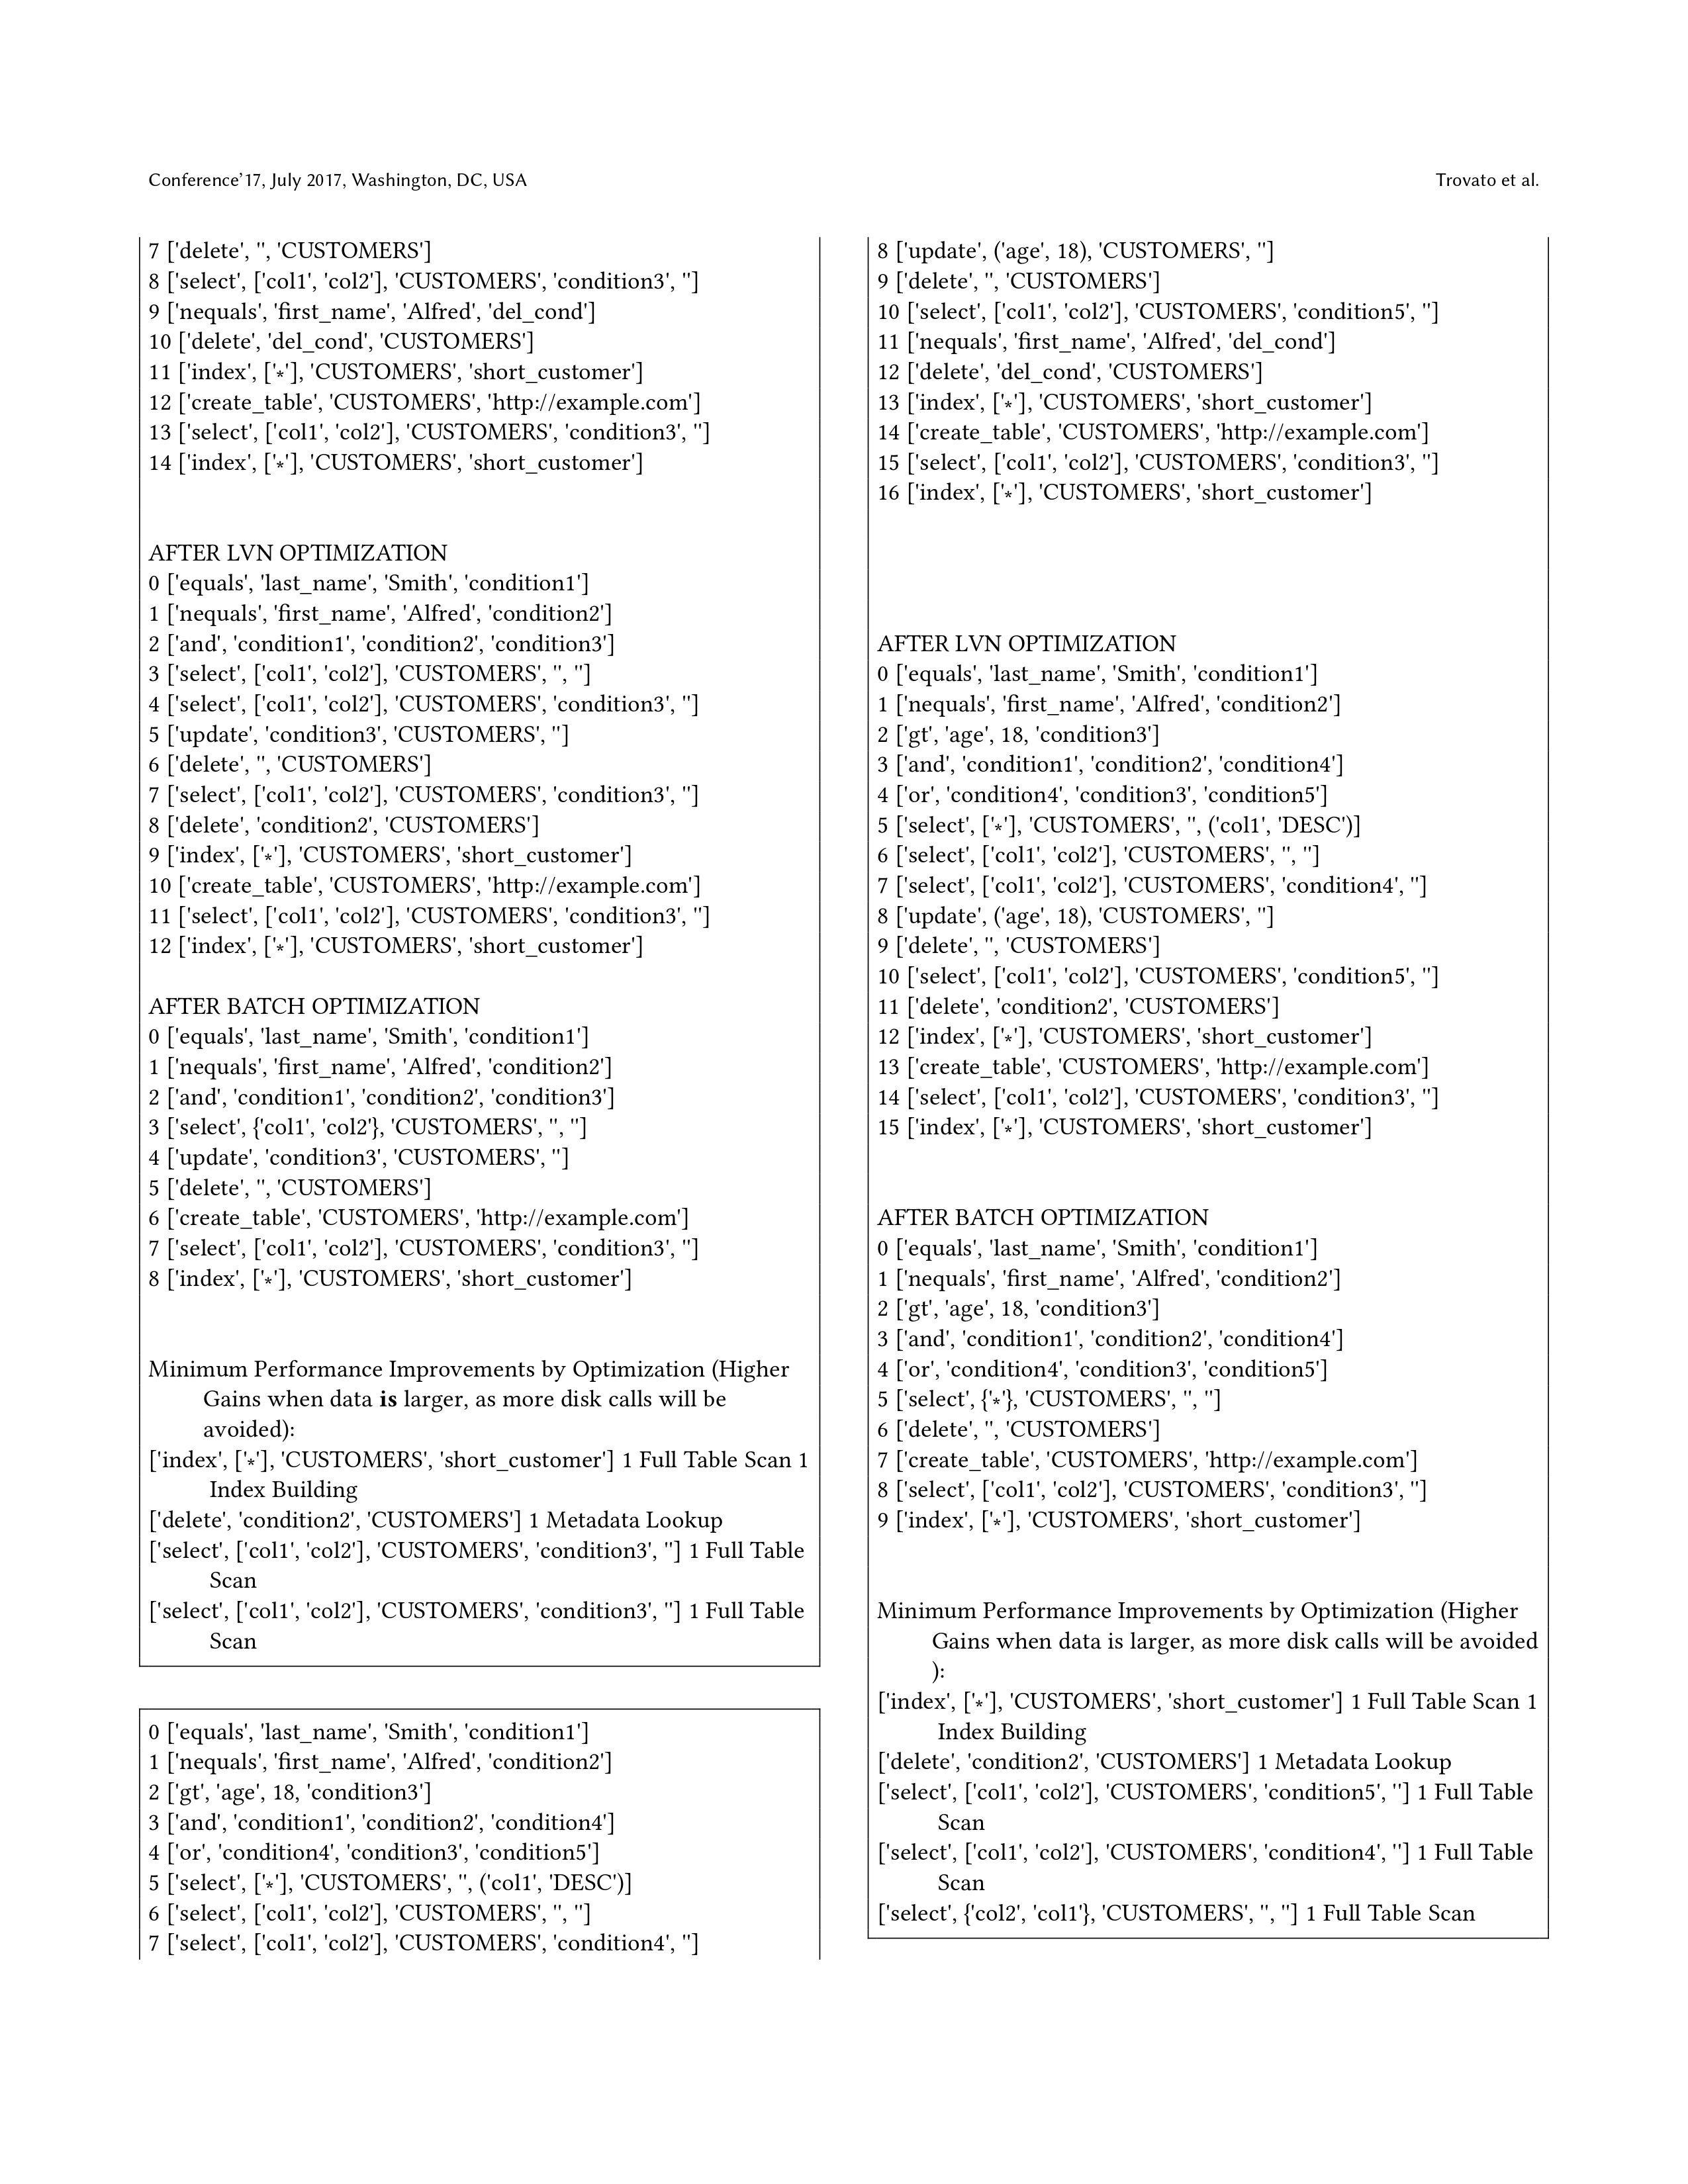 Conference'17, July 2017, Washington, DC, USA
Trovato et al.
7 ['delete', '', 'CUSTOMERS']
8 ['select', ['col1', 'col2'], 'CUSTOMERS', 'condition3', '']
9 ['nequals', 'first_name', 'Alfred', 'del_cond']
10 ['delete', 'del_cond', 'CUSTOMERS']
11 ['index', ['*'], 'CUSTOMERS', 'short_customer']
12 ['create_table', 'CUSTOMERS', 'http://example.com']
13 ['select', ['col1', 'col2'], 'CUSTOMERS', 'condition3', '']
14 ['index', ['*'], 'CUSTOMERS', 'short_customer']
AFTER LVN OPTIMIZATION
0 ['equals', 'last_name', 'Smith', 'condition1']
1 ['nequals', 'first_name', 'Alfred', 'condition2']
2 ['and', 'condition1', 'condition2', 'condition3']
3 ['select', ['col1', 'col2'], 'CUSTOMERS', '', '']
4 ['select', ['col1', 'col2'], 'CUSTOMERS', 'condition3', '']
5 ['update', 'condition3', 'CUSTOMERS', '']
6 ['delete', '', 'CUSTOMERS']
7 ['select', ['col1', 'col2'], 'CUSTOMERS', 'condition3', '']
8 ['delete', 'condition2', 'CUSTOMERS']
9 ['index', ['*'], 'CUSTOMERS', 'short_customer']
10 ['create_table', 'CUSTOMERS', 'http://example.com']
11 ['select', ['col1', 'col2'], 'CUSTOMERS', 'condition3', '']
12 ['index', ['*'], 'CUSTOMERS', 'short_customer']
AFTER BATCH OPTIMIZATION
0 ['equals', 'last_name', 'Smith', 'condition1']
1 ['nequals', 'first_name', 'Alfred', 'condition2']
2 ['and', 'condition1', 'condition2', 'condition3']
3 ['select', {'col1', 'col2'}, 'CUSTOMERS', '', '']
4 ['update', 'condition3', 'CUSTOMERS', '']
5 ['delete', '', 'CUSTOMERS']
6 ['create_table', 'CUSTOMERS', 'http://example.com']
7 ['select', ['col1', 'col2'], 'CUSTOMERS', 'condition3', '']
8 ['index', ['*'], 'CUSTOMERS', 'short_customer']
Minimum Performance Improvements by Optimization (Higher
Gains when data is larger, as more disk calls will be
avoided):
['index', ['*'], 'CUSTOMERS', 'short_customer'] 1 Full Table Scan 1
Index Building
['delete', 'condition2', 'CUSTOMERS'] 1 Metadata Lookup
['select', ['col1', 'col2'], 'CUSTOMERS', 'condition3', ''] 1 Full Table
Scan
['select', ['col1', 'col2'], 'CUSTOMERS', 'condition3', ''] 1 Full Table
Scan
0 ['equals', 'last_name', 'Smith', 'condition1']
1 ['nequals', 'first_name', 'Alfred', 'condition2']
2 ['gt', 'age', 18, 'condition3']
3 ['and', 'condition1', 'condition2', 'condition4']
4 ['or', 'condition4', 'condition3', 'condition5']
5 ['select', ['*'], 'CUSTOMERS', '', ('col1', 'DESC')]
6 ['select', ['col1', 'col2'], 'CUSTOMERS', '', '']
7 ['select', ['col1', 'col2'], 'CUSTOMERS', 'condition4', '']
8 ['update', ('age', 18), 'CUSTOMERS', '']
9 ['delete', '', 'CUSTOMERS']
10 ['select', ['col1', 'col2'], 'CUSTOMERS', 'condition5', '']
11 ['nequals', 'first_name', 'Alfred', 'del_cond']
12 ['delete', 'del_cond', 'CUSTOMERS']
13 ['index', ['*'], 'CUSTOMERS', 'short_customer']
14 ['create_table', 'CUSTOMERS', 'http://example.com']
15 ['select', ['col1', 'col2'], 'CUSTOMERS', 'condition3', '']
16 ['index', ['*'], 'CUSTOMERS', 'short_customer']
AFTER LVN OPTIMIZATION
0 ['equals', 'last_name', 'Smith', 'condition1']
1 ['nequals', 'first_name', 'Alfred', 'condition2']
2 ['gt', 'age', 18, 'condition3']
3 ['and', 'condition1', 'condition2', 'condition4']
4 ['or', 'condition4', 'condition3', 'condition5']
5 ['select', ['*'], 'CUSTOMERS', '', ('col1', 'DESC')]
6 ['select', ['col1', 'col2'], 'CUSTOMERS', '', '']
7 ['select', ['col1', 'col2'], 'CUSTOMERS', 'condition4', '']
8 ['update', ('age', 18), 'CUSTOMERS', '']
9 ['delete', '', 'CUSTOMERS']
10 ['select', ['col1', 'col2'], 'CUSTOMERS', 'condition5', '']
11 ['delete', 'condition2', 'CUSTOMERS']
12 ['index', ['*'], 'CUSTOMERS', 'short_customer']
13 ['create_table', 'CUSTOMERS', 'http://example.com']
14 ['select', ['col1', 'col2'], 'CUSTOMERS', 'condition3', '']
15 ['index', ['*'], 'CUSTOMERS', 'short_customer']
AFTER BATCH OPTIMIZATION
0 ['equals', 'last_name', 'Smith', 'condition1']
1 ['nequals', 'first_name', 'Alfred', 'condition2']
2 ['gt', 'age', 18, 'condition3']
3 ['and', 'condition1', 'condition2', 'condition4']
4 ['or', 'condition4', 'condition3', 'condition5']
5 ['select', {'*'}, 'CUSTOMERS', '', '']
6 ['delete', '', 'CUSTOMERS']
7 ['create_table', 'CUSTOMERS', 'http://example.com']
8 ['select', ['col1', 'col2'], 'CUSTOMERS', 'condition3', '']
9 ['index', ['*'], 'CUSTOMERS', 'short_customer']
Minimum Performance Improvements by Optimization (Higher
Gains when data is larger, as more disk calls will be avoided
):
['index', ['*'], 'CUSTOMERS', 'short_customer'] 1 Full Table Scan 1
Index Building
['delete', 'condition2', 'CUSTOMERS'] 1 Metadata Lookup
['select', ['col1', 'col2'], 'CUSTOMERS', 'condition5', ''] 1 Full Table
Scan
['select', ['col1', 'col2'], 'CUSTOMERS', 'condition4', ''] 1 Full Table
Scan
['select', {'col2', 'col1'}, 'CUSTOMERS', '', ''] 1 Full Table Scan